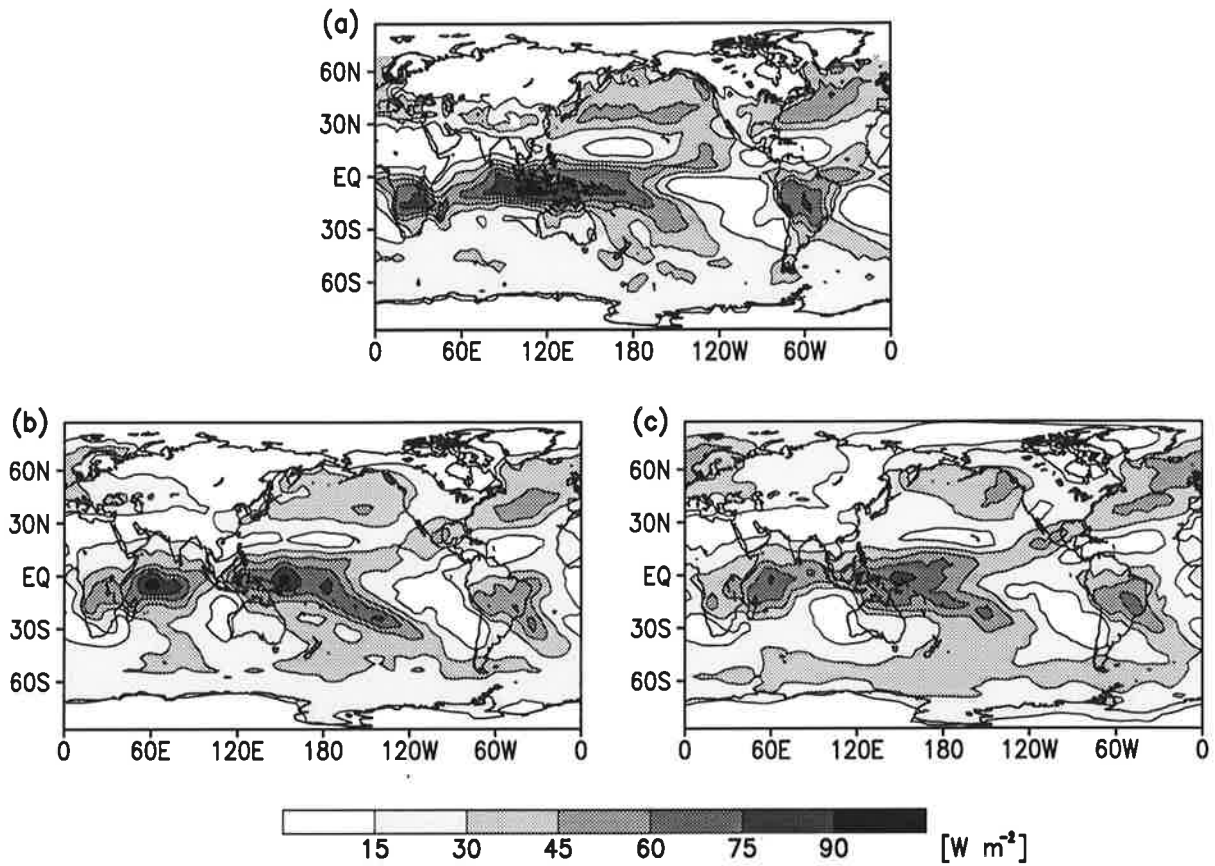 (a)
60N
30N
EQ
30S
60S
0 60E 120E 180 120W 60W 0
(b) (c)
60N 60N
30N 30N
EQ EQ
30S 30S
60S 60S
0 60E 120E 180 120W 60W 0 0 60E 120E 180 120W 60W 0
15 30 45 60 75 90 [W m⁻²]